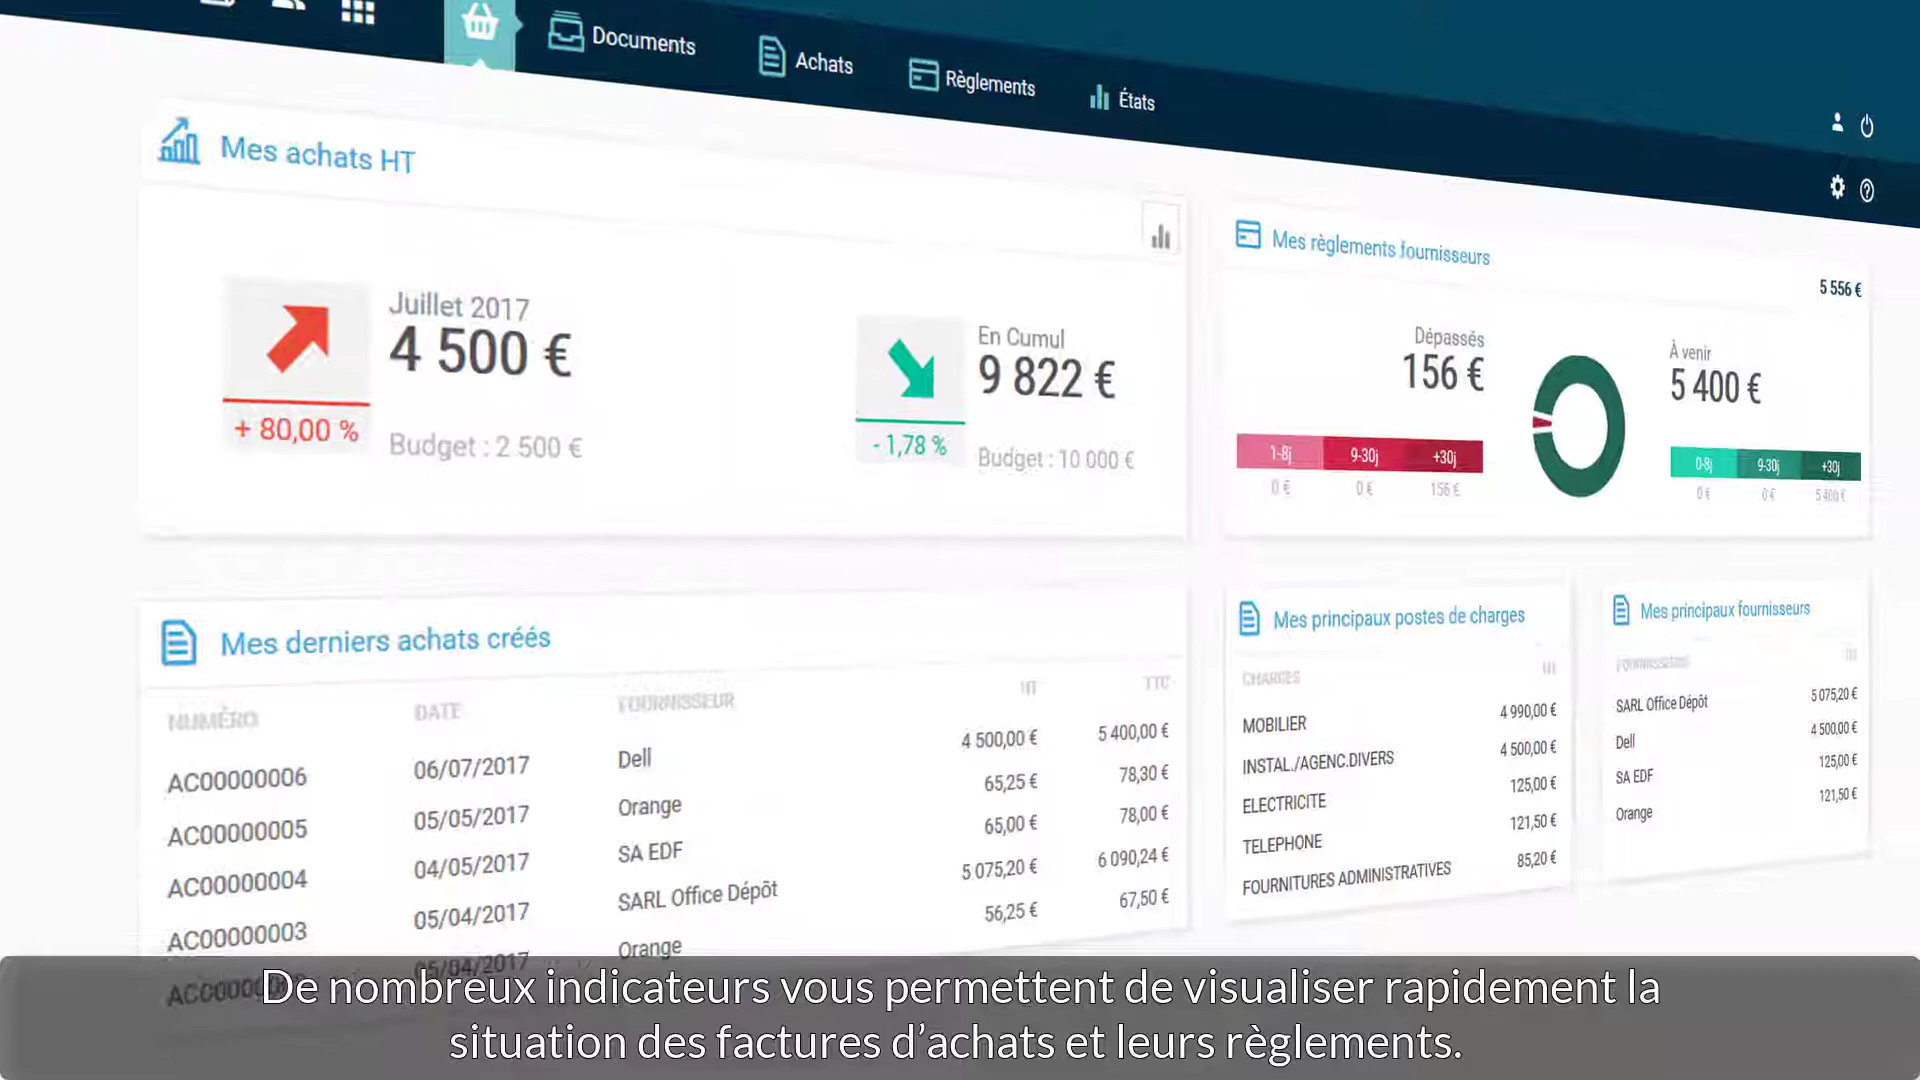 Documents
Achats
Règlements
États
Mes achats HT
Juillet 2017
4 500 €
+ 80,00 %
Budget : 2 500 €
En Cumul
9 822 €
- 1,78 %
Budget : 10 000 €
Mes règlements fournisseurs
5 556 €
Dépassés
156 €
1-8j 9-30j +30j
0 € 0 € 156 €
À venir
5 400 €
0-8j 9-30j +30j
0 € 0 € 5 400 €
Mes derniers achats créés
NUMÉRO DATE FOURNISSEUR HT TTC
AC00000006 06/07/2017 Dell 4 500,00 € 5 400,00 €
AC00000005 05/05/2017 Orange 65,25 € 78,30 €
AC00000004 04/05/2017 SA EDF 65,00 € 78,00 €
AC00000003 05/04/2017 SARL Office Dépôt 5 075,20 € 6 090,24 €
05/04/2017 Orange 56,25 € 67,50 €
Mes principaux postes de charges
CHARGES HT
MOBILIER 4 990,00 €
INSTAL./AGENC.DIVERS 4 500,00 €
ELECTRICITE 125,00 €
TELEPHONE 121,50 €
FOURNITURES ADMINISTRATIVES 85,20 €
Mes principaux fournisseurs
FOURNISSEURS HT
SARL Office Dépôt 5 075,20 €
Dell 4 500,00 €
SA EDF 125,00 €
Orange 121,50 €
De nombreux indicateurs vous permettent de visualiser rapidement la
situation des factures d’achats et leurs règlements.